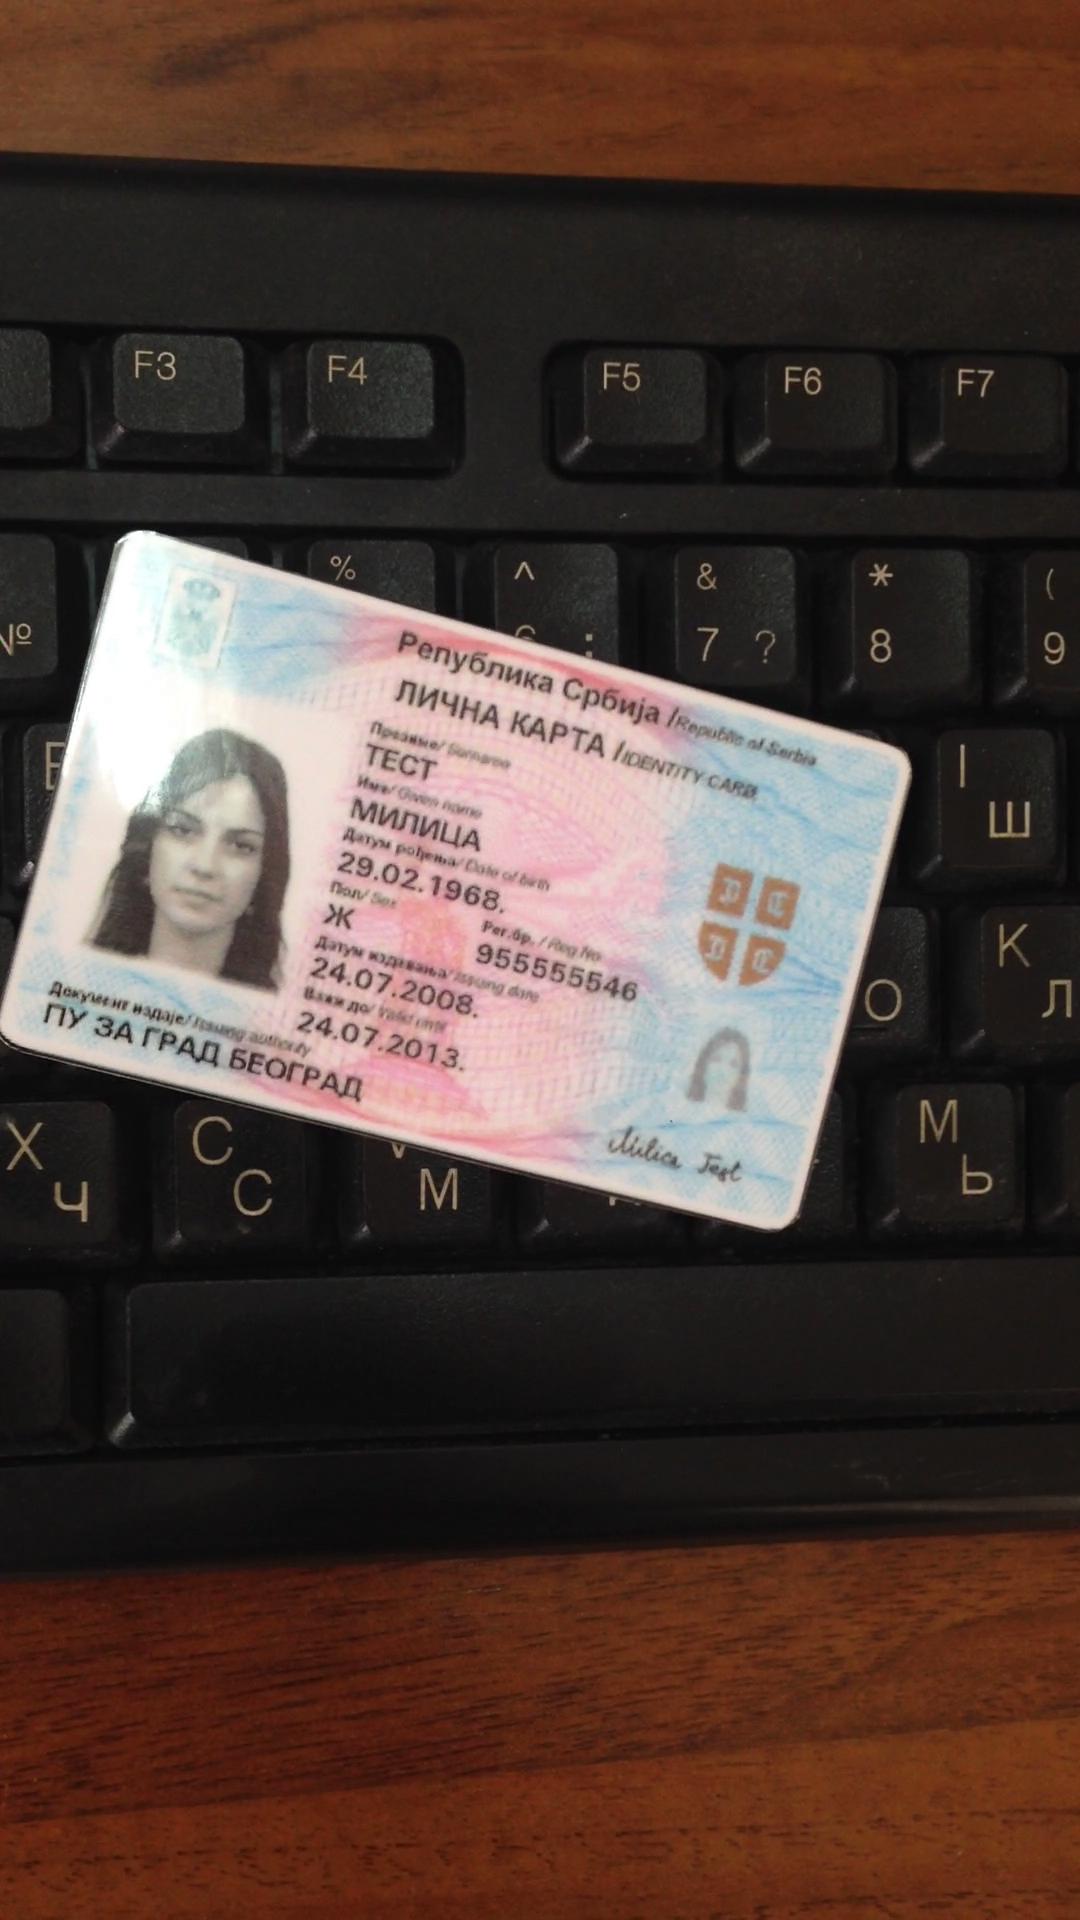 F3 F4 F5 F6 F7
% ^ & * (
№ 6 : 7 ? 8 9
Република Србија /Republic of Serbia
ЛИЧНА КАРТА /IDENTITY CARD
Презиме/ Surname
ТЕСТ
Име/ Given name
МИЛИЦА
Датум рођења/ Date of birth
29.02.1968.
Пол/ Sex
Ж
Рег.бр. / Reg No.
955555546
Датум издавања/ Issuing date
24.07.2008.
Важи до/ Valid until
24.07.2013.
Документ издаје/ Issuing authority
ПУ ЗА ГРАД БЕОГРАД
Milica Test
I
Ш
K
О Л
X C V M
Ч С М Ь